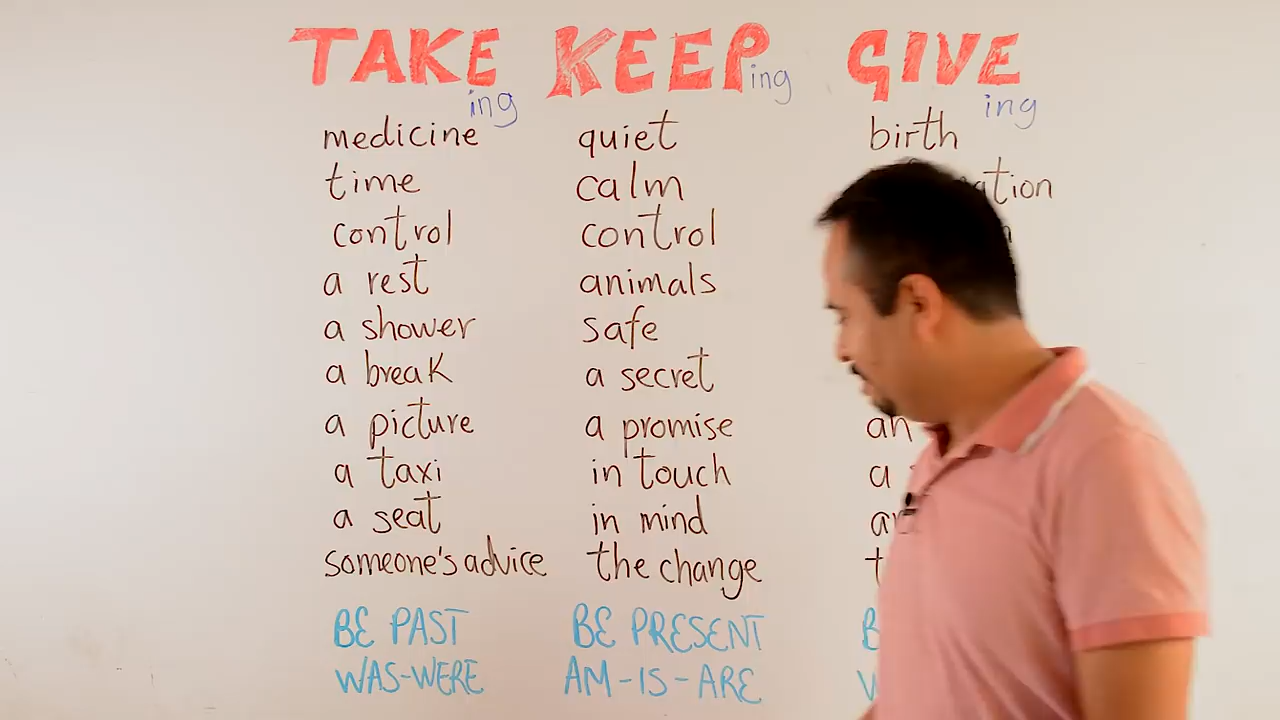 TAKE KEEP GIVE
ing ing ing
medicine quiet birth
time calm
control control
a rest animals
a shower safe
a break a secret
a picture a promise an
a taxi in touch a
a seat in mind
someone's advice the change
BE PAST BE PRESENT
WAS-WERE AM-IS-ARE